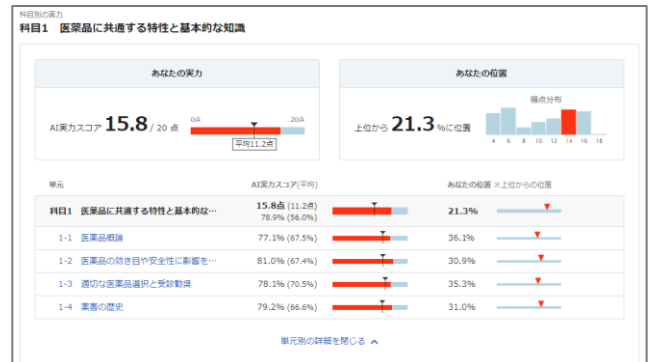 科目別の実力
科目1 医薬品に共通する特性と基本的な知識
あなたの実力
AI実力スコア 15.8 / 20 点
0点 20点
平均11.2点
あなたの位置
上位から 21.3 %に位置
得点分布
4 6 8 10 12 14 16 18
単元 AI実力スコア(平均) あなたの位置 ※上位からの位置
科目1 医薬品に共通する特性と基本的な… 15.8点 (11.2点) 21.3%
78.9% (56.0%)
1-1 医薬品概論 77.1% (67.5%) 36.1%
1-2 医薬品の効き目や安全性に影響を… 81.0% (67.4%) 30.9%
1-3 適切な医薬品選択と受診勧奨 78.1% (70.5%) 35.3%
1-4 薬害の歴史 79.2% (66.6%) 31.0%
単元別の詳細を閉じる